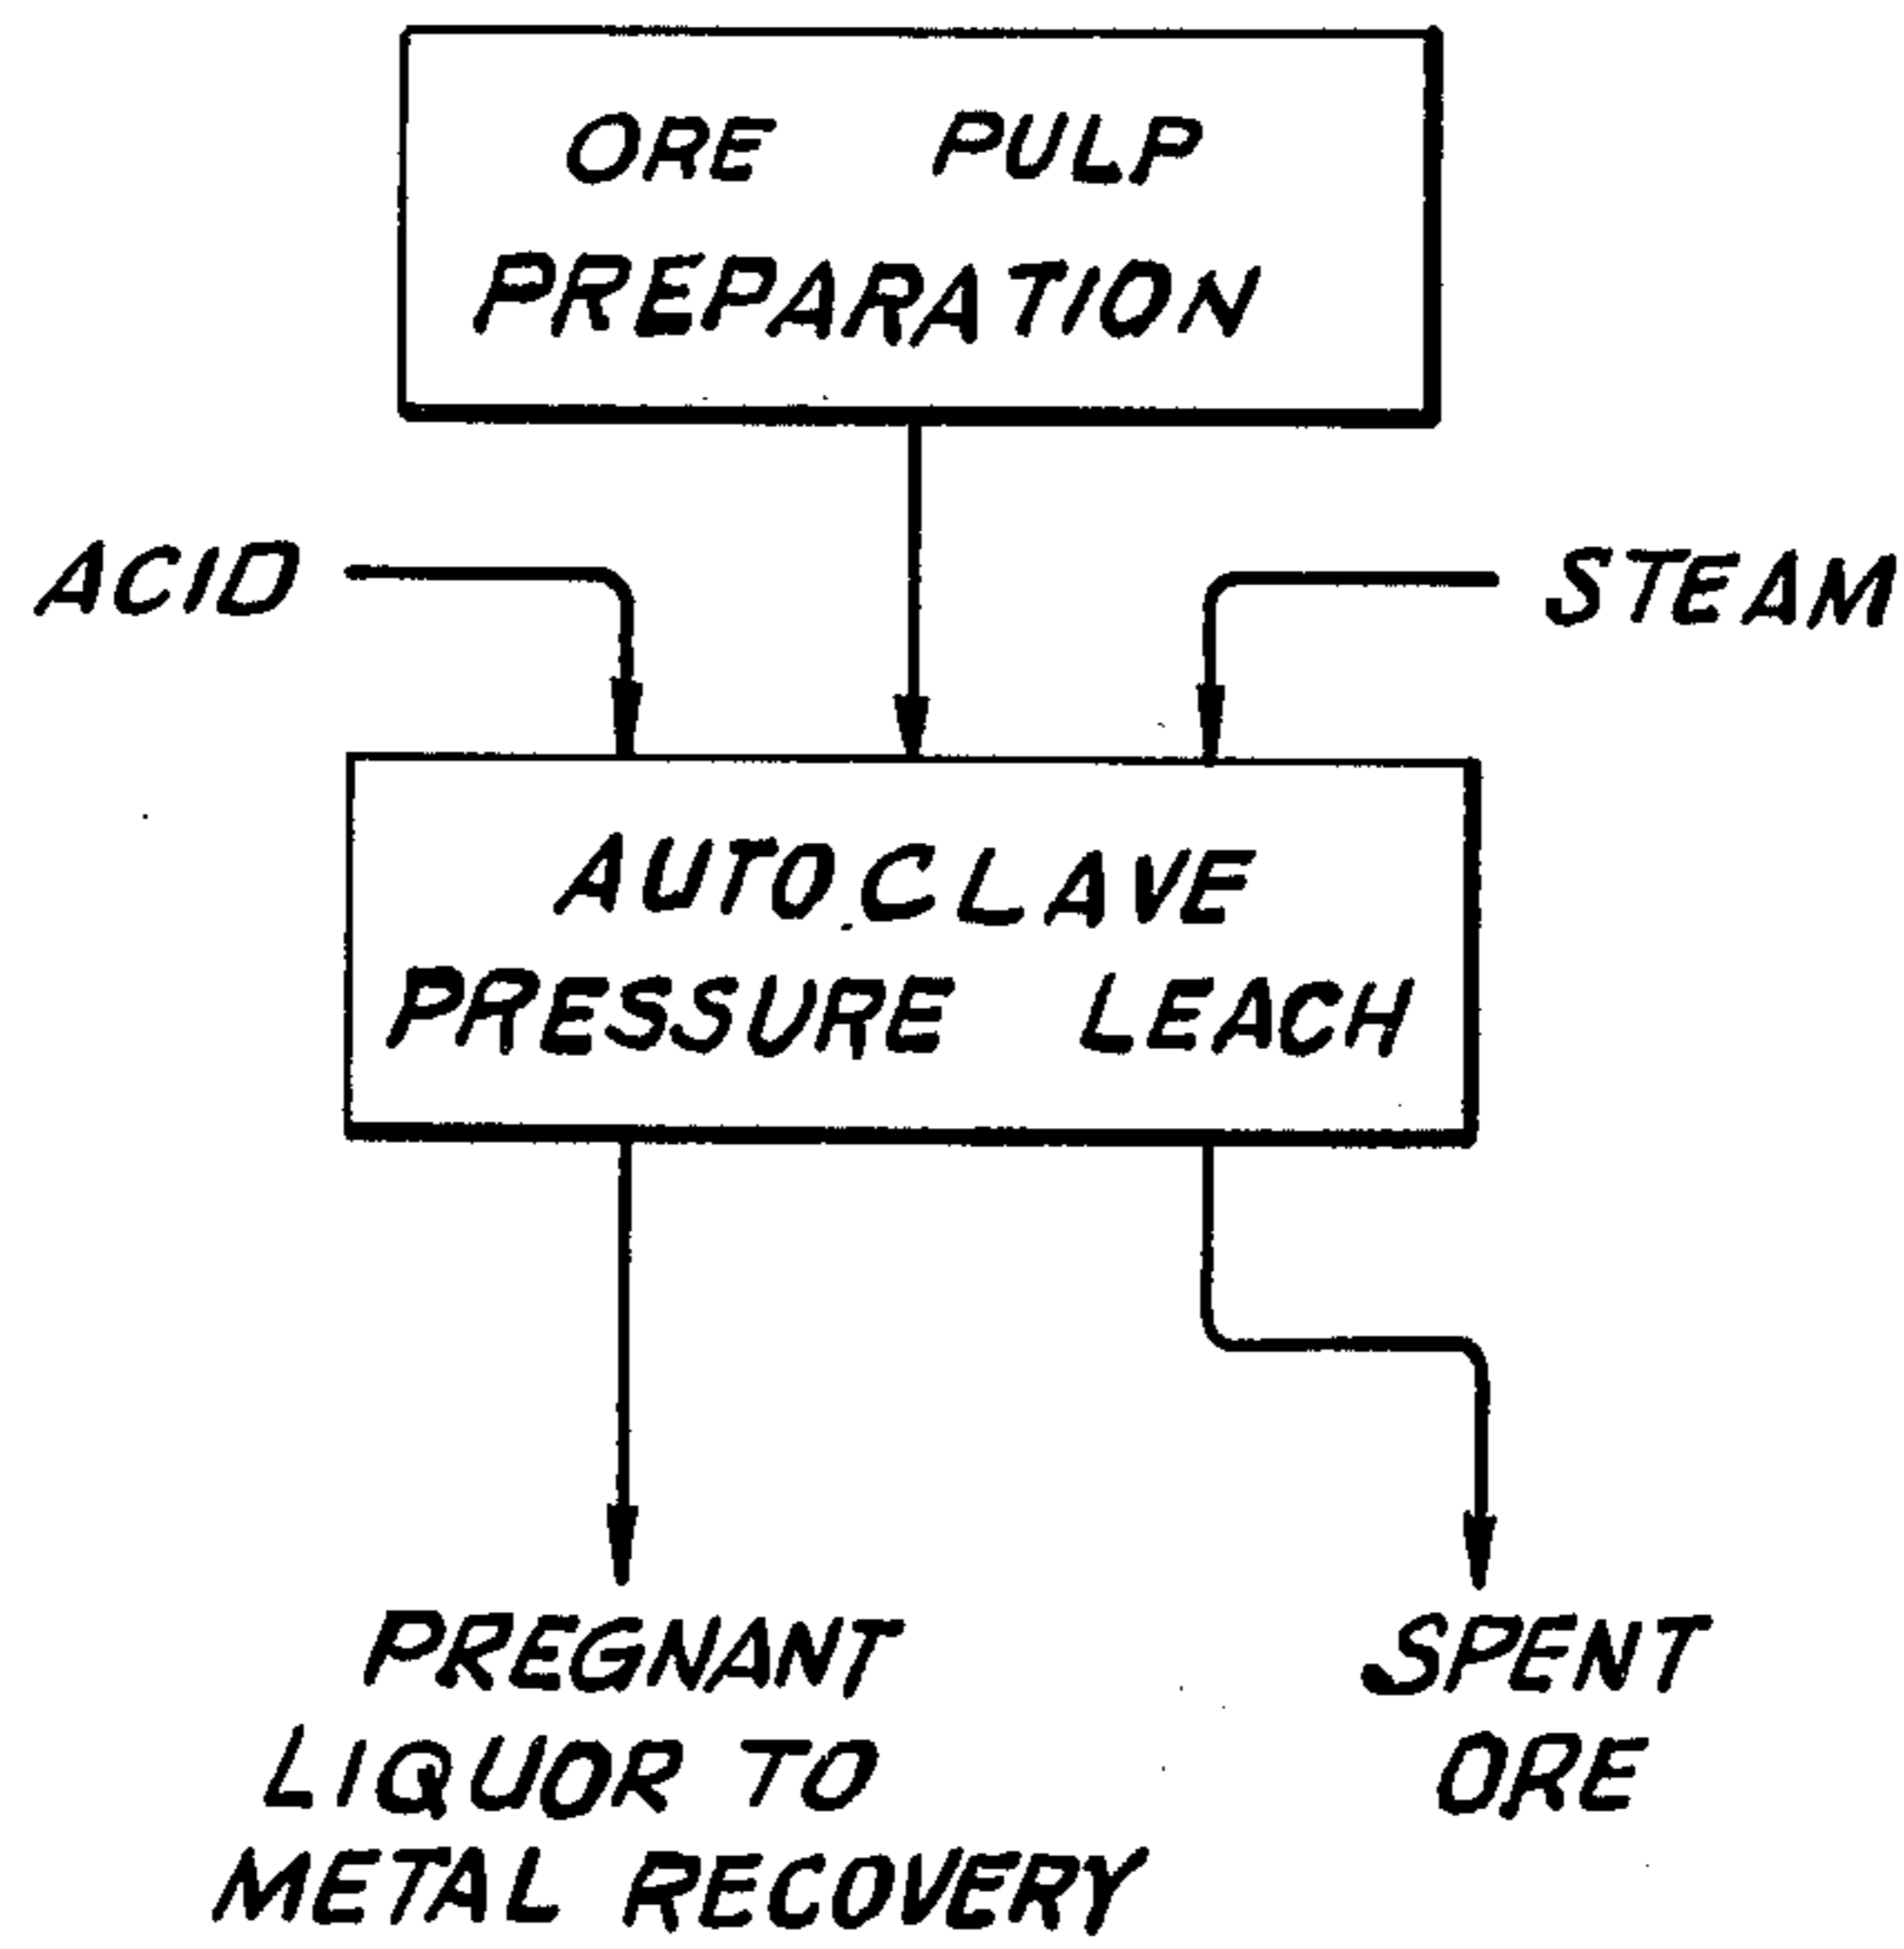 ORE PULP
PREPARATION
ACID
STEAM
AUTOCLAVE
PRESSURE LEACH
PREGNANT
LIQUOR TO
METAL RECOVERY
SPENT
ORE